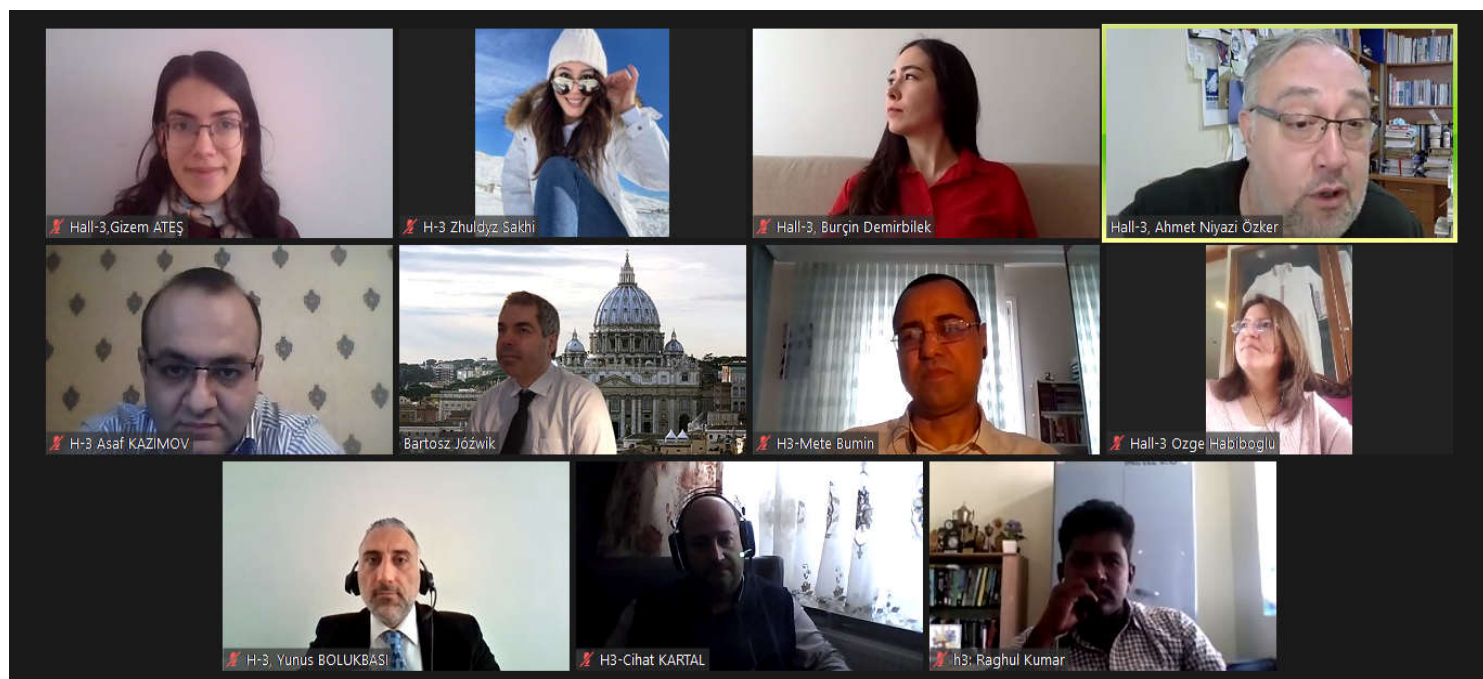 Hall-3,Gizem ATEŞ
H-3 Zhuldyz Sakhi
Hall-3, Burçin Demirbilek
Hall-3, Ahmet Niyazi Özker
H-3 Asaf KAZIMOV
Bartosz Jóźwik
H3-Mete Bumin
Hall-3 Ozge Habiboglu
H-3, Yunus BOLUKBASI
H3-Cihat KARTAL
h3: Raghul Kumar